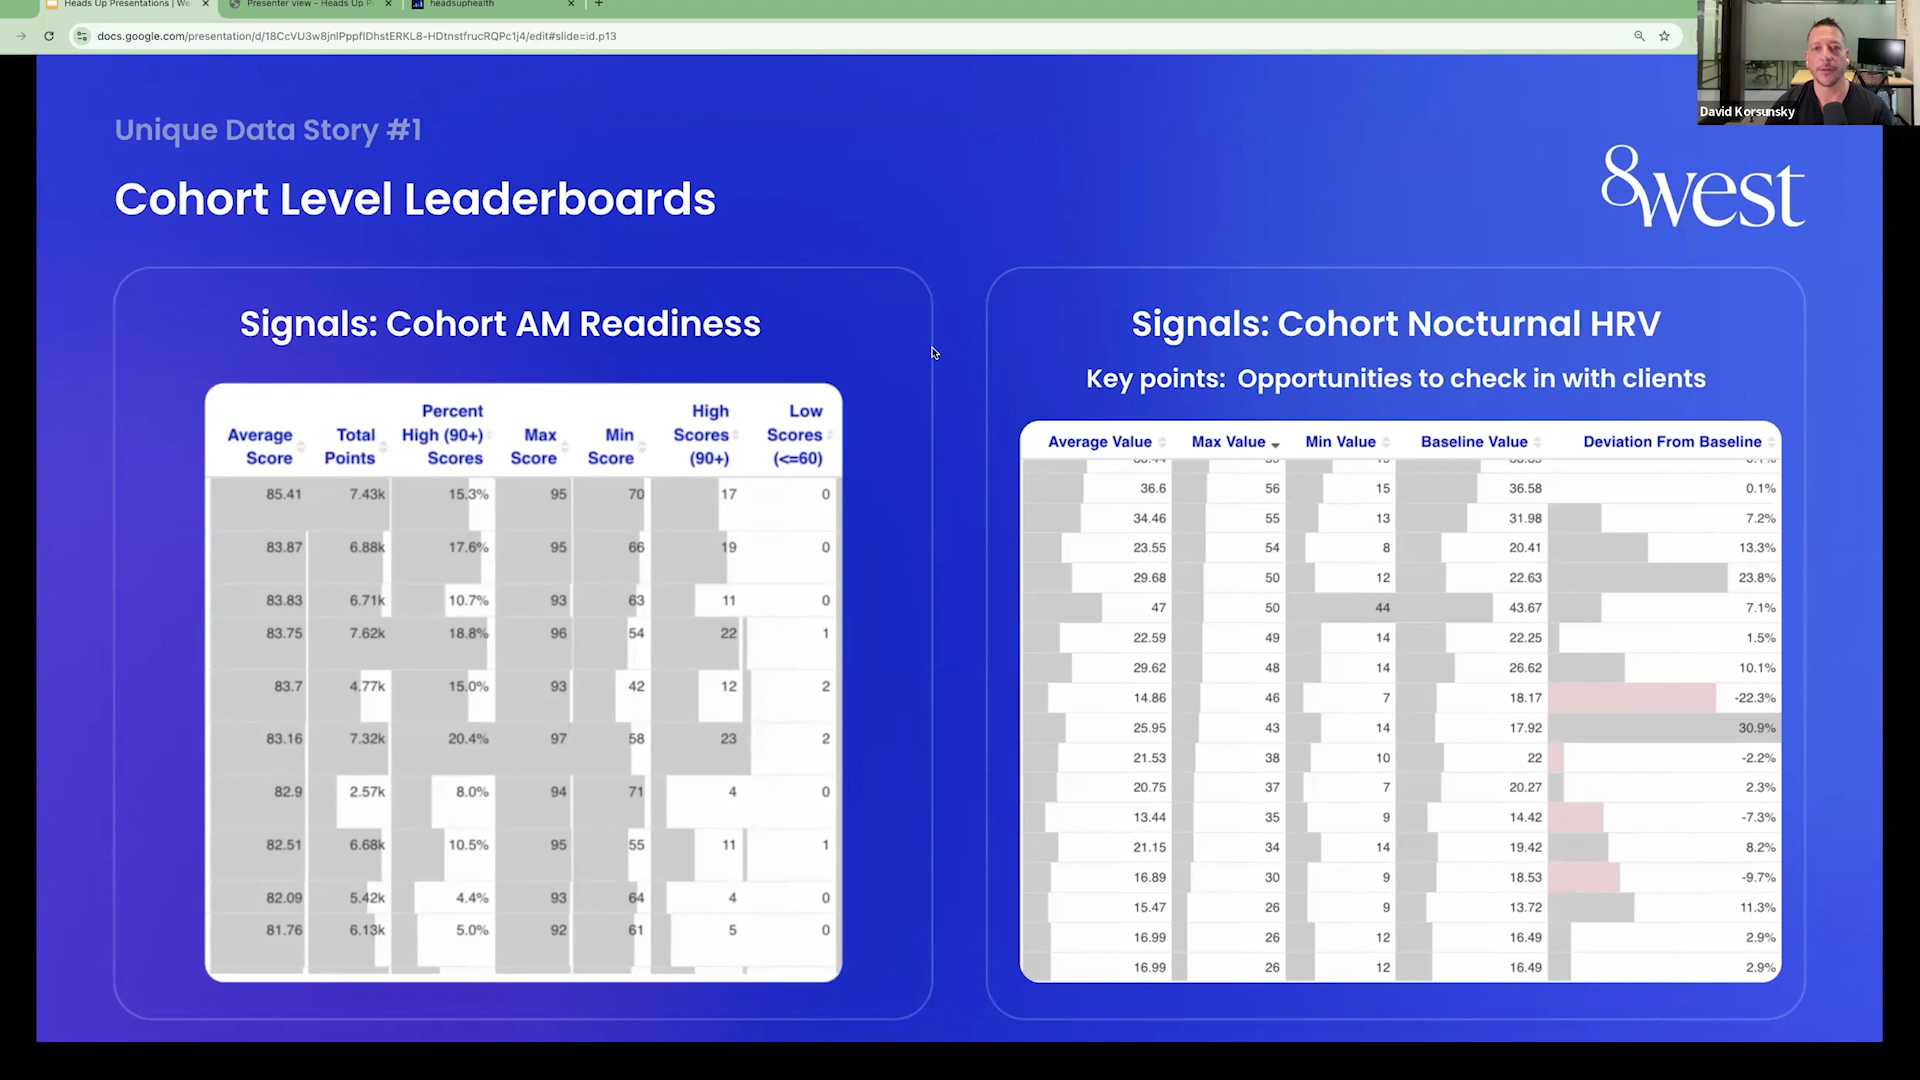 Heads Up Presentations | We
Presenter view - Heads Up P
headsuphealth
docs.google.com/presentation/d/18CcVU3w8jnlPppflDhstERKL8-HDtnstfrucRQPc1j4/edit#slide=id.p13
David Korsunsky
Unique Data Story #1
Cohort Level Leaderboards
8west
Signals: Cohort AM Readiness
Average Score Total Points Percent High (90+) Scores Max Score Min Score High Scores (90+) Low Scores (<=60)
85.41 7.43k 15.3% 95 70 17 0
83.87 6.88k 17.6% 95 66 19 0
83.83 6.71k 10.7% 93 63 11 0
83.75 7.62k 18.8% 96 54 22 1
83.7 4.77k 15.0% 93 42 12 2
83.16 7.32k 20.4% 97 58 23 2
82.9 2.57k 8.0% 94 71 4 0
82.51 6.68k 10.5% 95 55 11 1
82.09 5.42k 4.4% 93 64 4 0
81.76 6.13k 5.0% 92 61 5 0
Signals: Cohort Nocturnal HRV
Key points: Opportunities to check in with clients
Average Value Max Value Min Value Baseline Value Deviation From Baseline
36.6 56 15 36.58 0.1%
34.46 55 13 31.98 7.2%
23.55 54 8 20.41 13.3%
29.68 50 12 22.63 23.8%
47 50 44 43.67 7.1%
22.59 49 14 22.25 1.5%
29.62 48 14 26.62 10.1%
14.86 46 7 18.17 -22.3%
25.95 43 14 17.92 30.9%
21.53 38 10 22 -2.2%
20.75 37 7 20.27 2.3%
13.44 35 9 14.42 -7.3%
21.15 34 14 19.42 8.2%
16.89 30 9 18.53 -9.7%
15.47 26 9 13.72 11.3%
16.99 26 12 16.49 2.9%
16.99 26 12 16.49 2.9%